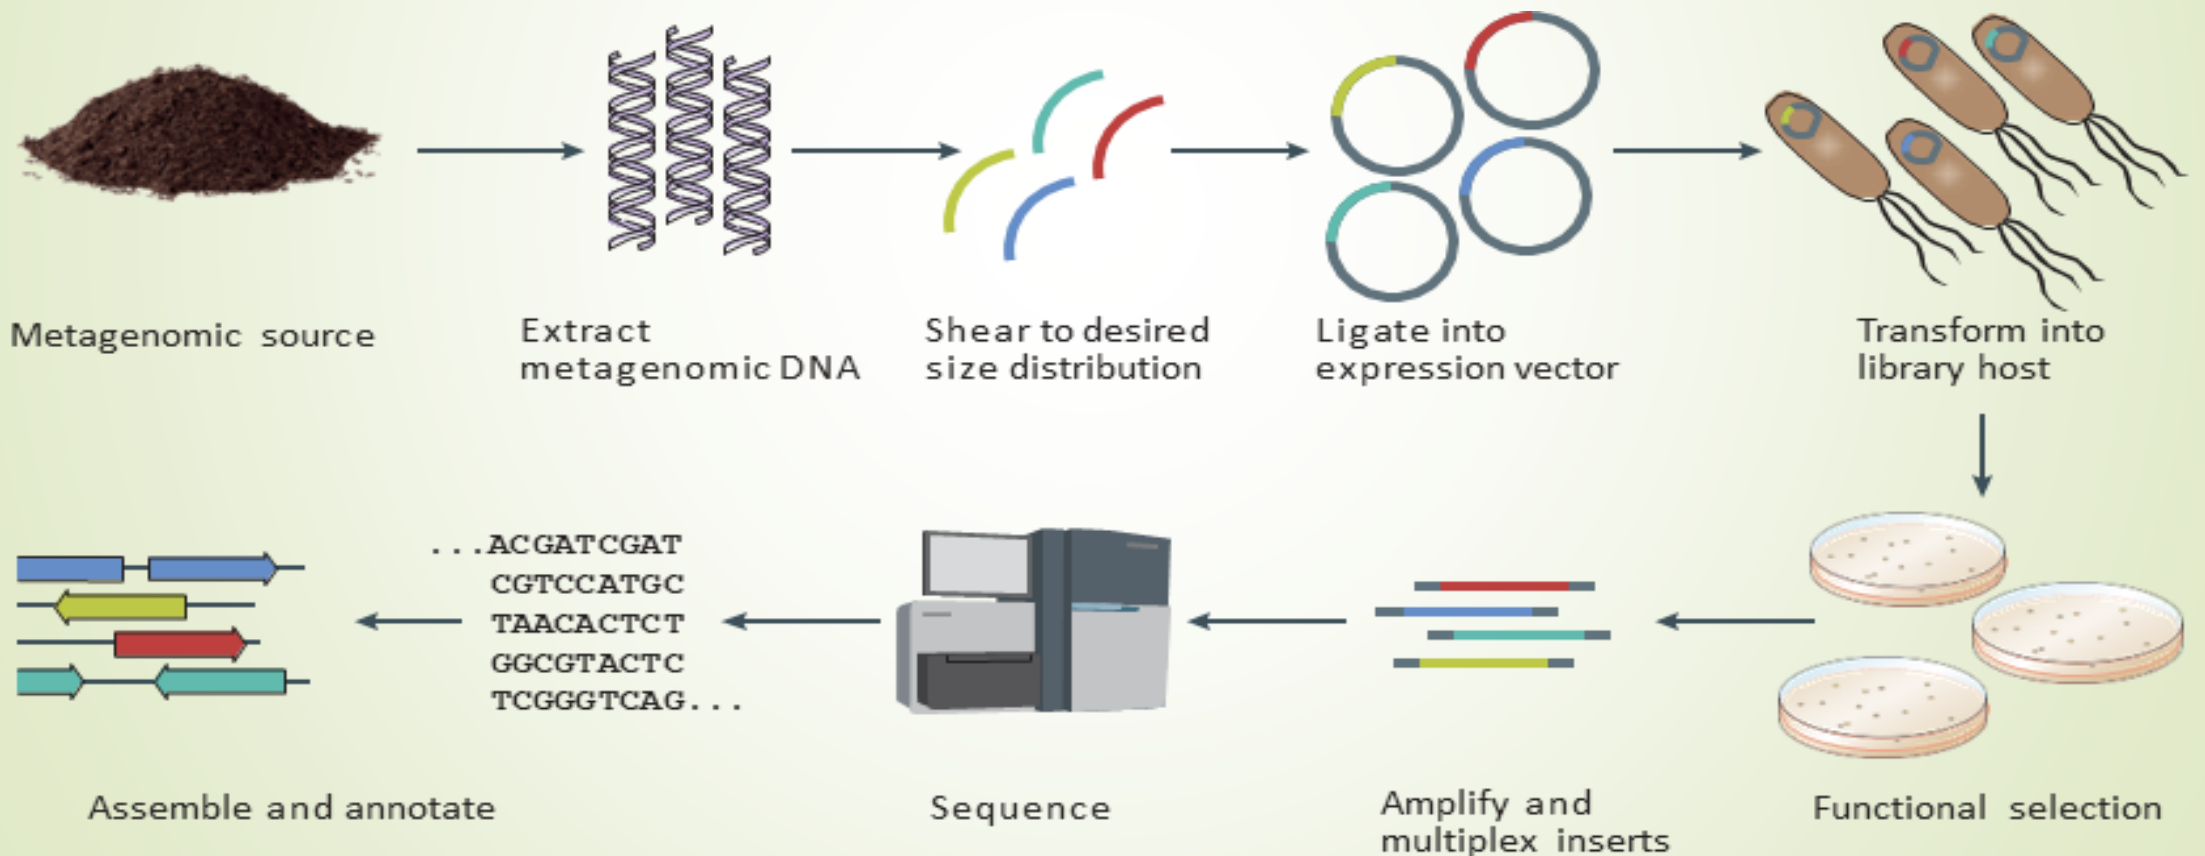 Metagenomic source
Extract
metagenomic DNA
Shear to desired
size distribution
Ligate into
expression vector
Transform into
library host
...ACGATCGAT
CGTCCATGC
TAACACTCT
GGCGTACTC
TCGGGTCAG...
Assemble and annotate
Sequence
Amplify and
multiplex inserts
Functional selection